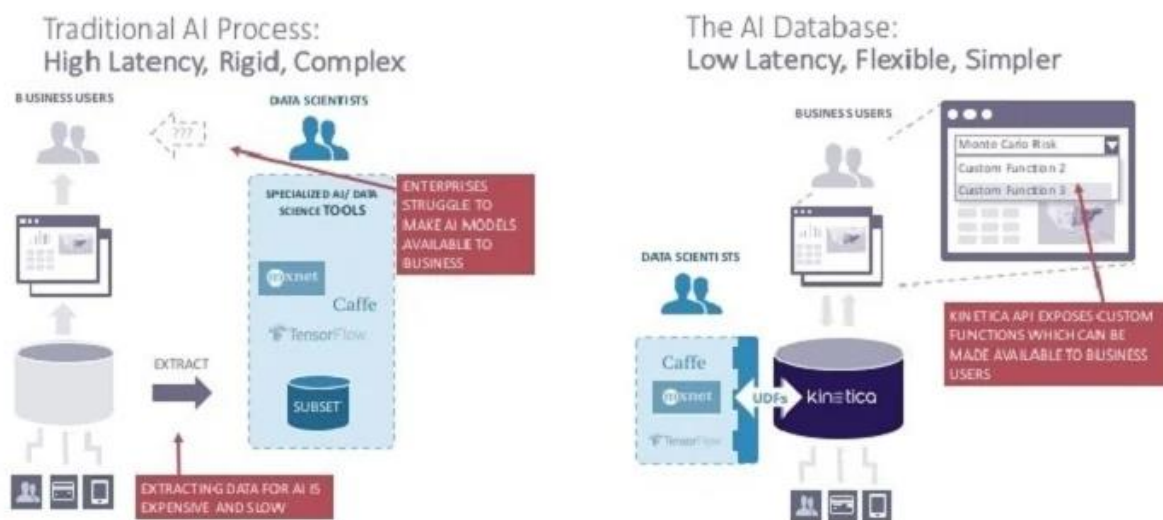 Traditional AI Process:
High Latency, Rigid, Complex
BUSINESS USERS
???
DATA SCIENTISTS
SPECIALIZED AI/ DATA
SCIENCE TOOLS
mxnet
Caffe
TensorFlow
SUBSET
EXTRACT
ENTERPRISES
STRUGGLE TO
MAKE AI MODELS
AVAILABLE TO
BUSINESS
EXTRACTING DATA FOR AI IS
EXPENSIVE AND SLOW
The AI Database:
Low Latency, Flexible, Simpler
BUSINESS USERS
Monte Carlo Risk
Custom Function 2
Custom Function 3
DATA SCIENTISTS
Caffe
mxnet
TensorFlow
UDFs
kinetica
KINETICA API EXPOSES CUSTOM
FUNCTIONS WHICH CAN BE
MADE AVAILABLE TO BUSINESS
USERS